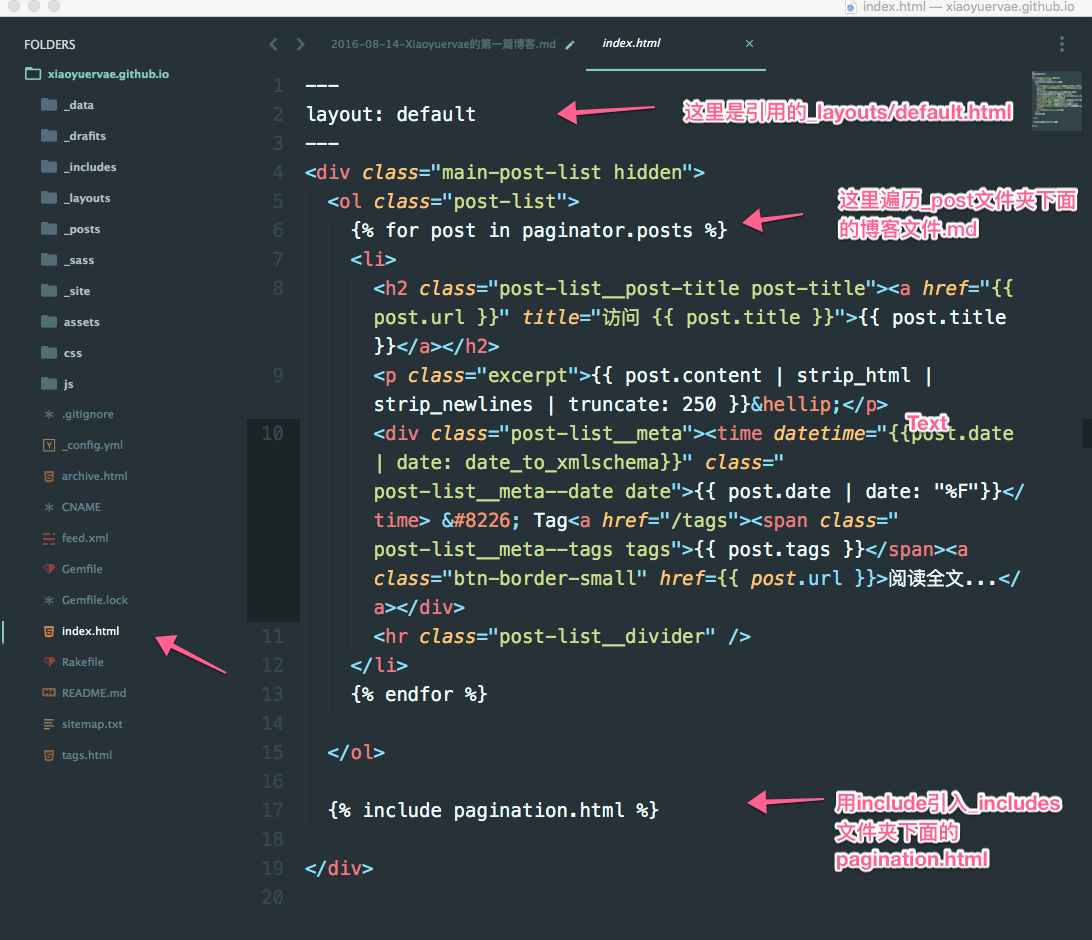 index.html — xiaoyuervae.github.io
FOLDERS
xiaoyuervae.github.io
_data
_drafits
_includes
_layouts
_posts
_sass
_site
assets
css
js
.gitignore
_config.yml
archive.html
CNAME
feed.xml
Gemfile
Gemfile.lock
index.html
Rakefile
README.md
sitemap.txt
tags.html
2016-08-14-Xiaoyuervae的第一篇博客.md
index.html
1 ---
2 layout: default
这里是引用的_layouts/default.html
3 ---
4 <div class="main-post-list hidden">
5 <ol class="post-list">
这里遍历_post文件夹下面
的博客文件.md
6 {% for post in paginator.posts %}
7 <li>
8 <h2 class="post-list__post-title post-title"><a href="{{
post.url }}" title="访问 {{ post.title }}">{{ post.title
}}</a></h2>
9 <p class="excerpt">{{ post.content | strip_html |
strip_newlines | truncate: 250 }}&hellip;</p>
Text
10 <div class="post-list__meta"><time datetime="{{post.date
| date: date_to_xmlschema}}" class="
post-list__meta--date date">{{ post.date | date: "%F"}}</
time> &#8226; Tag<a href="/tags"><span class="
post-list__meta--tags tags">{{ post.tags }}</span><a
class="btn-border-small" href={{ post.url }}>阅读全文...</
a></div>
11 <hr class="post-list__divider" />
12 </li>
13 {% endfor %}
14
15 </ol>
16
17 {% include pagination.html %}
用include引入_includes
文件夹下面的
pagination.html
18
19 </div>
20